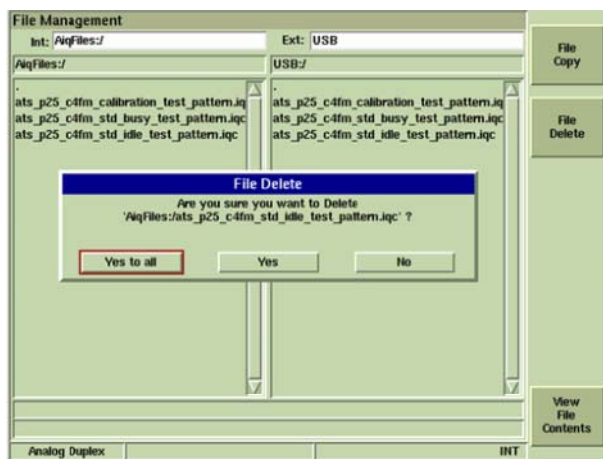 File Management
Int: AiqFiles:/
Ext: USB
AiqFiles:/
USB:/
.
ats_p25_c4fm_calibration_test_pattern.iq
ats_p25_c4fm_std_busy_test_pattern.iqc
ats_p25_c4fm_std_idle_test_pattern.iqc
.
ats_p25_c4fm_calibration_test_pattern.iq
ats_p25_c4fm_std_busy_test_pattern.iqc
ats_p25_c4fm_std_idle_test_pattern.iqc
File Delete
Are you sure you want to Delete
'AiqFiles:/ats_p25_c4fm_std_idle_test_pattern.iqc' ?
Yes to all
Yes
No
File
Copy
File
Delete
View
File
Contents
Analog Duplex
INT